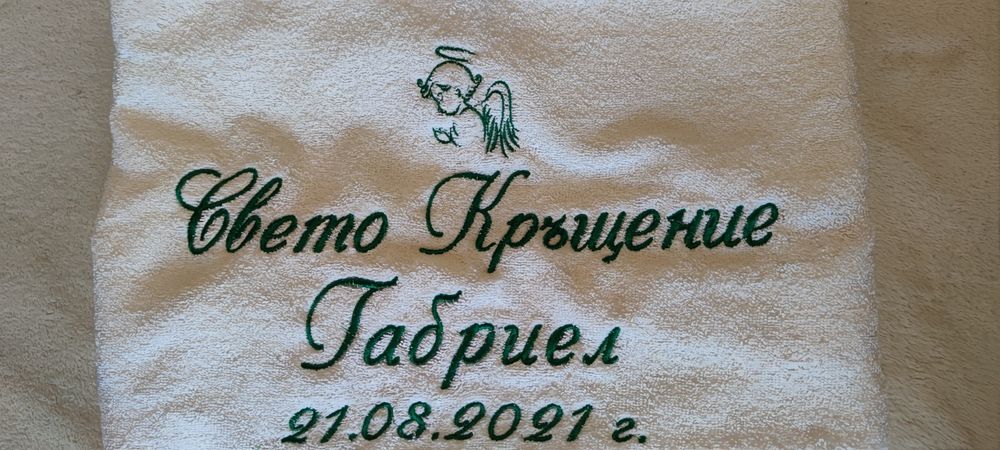 Свето Кръщение
Габриел
21.08.2021 г.